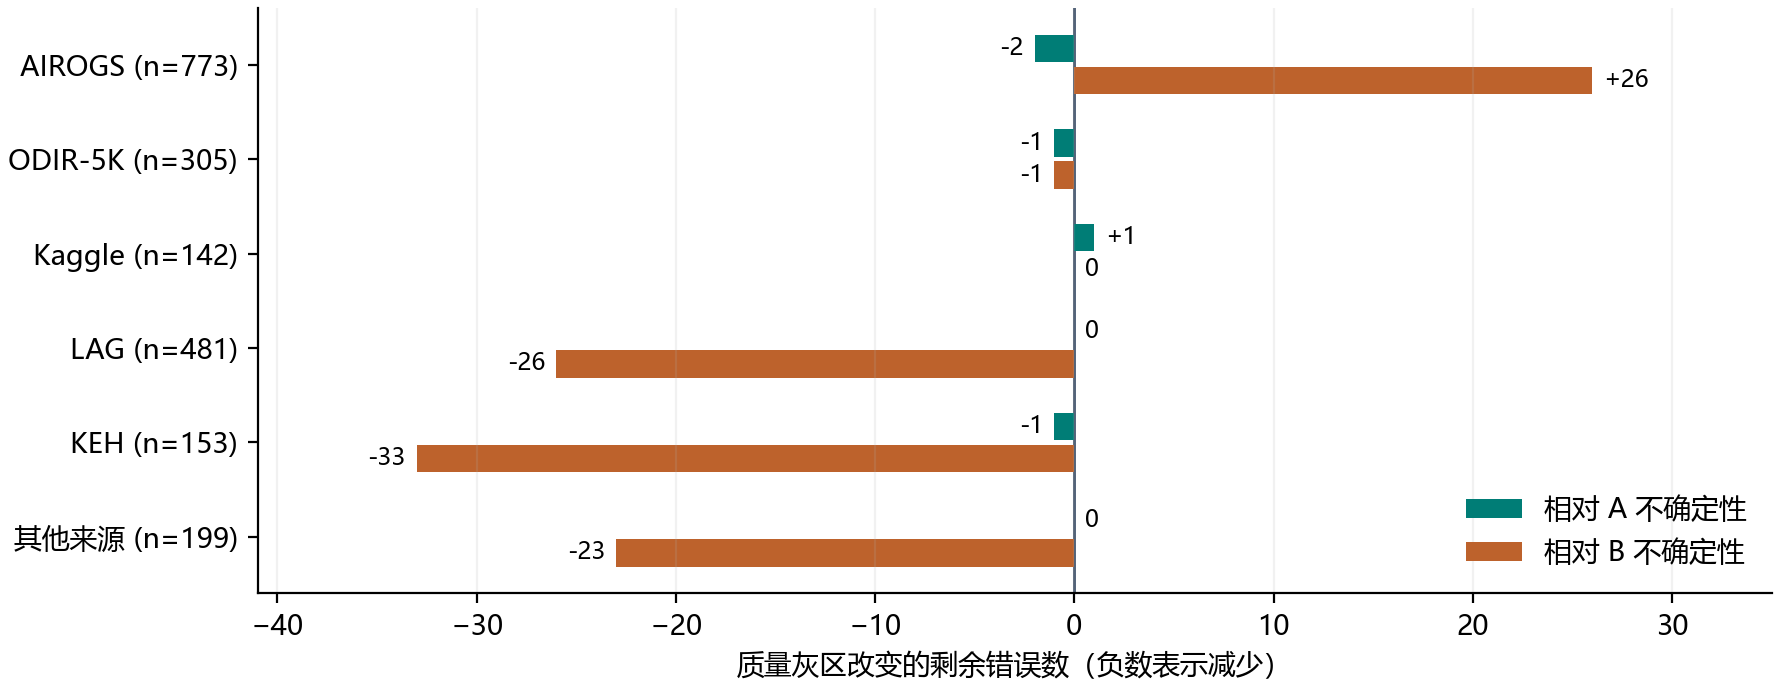 AIROGS (n=773)
-2
+26
ODIR-5K (n=305)
-1
-1
Kaggle (n=142)
+1
0
LAG (n=481)
0
-26
KEH (n=153)
-1
-33
其他来源 (n=199)
0
-23
相对 A 不确定性
相对 B 不确定性
−40 −30 −20 −10 0 10 20 30
质量灰区改变的剩余错误数（负数表示减少）